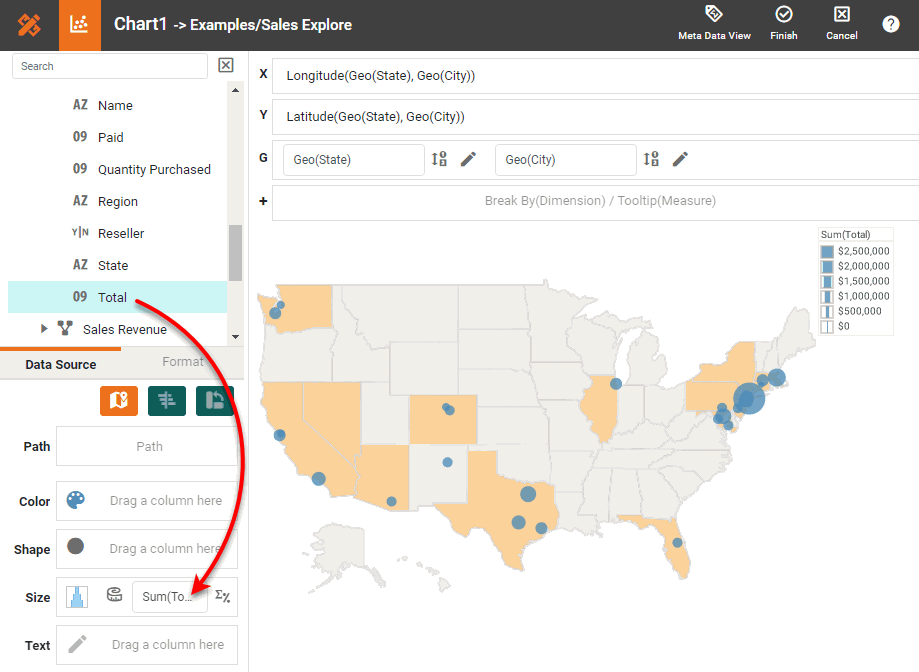 Chart1 -> Examples/Sales Explore
Meta Data View
Finish
Cancel
?
Search
AZ Name
09 Paid
09 Quantity Purchased
AZ Region
Y|N Reseller
AZ State
09 Total
Sales Revenue
Data Source
Format
Path Path
Color Drag a column here
Shape Drag a column here
Size Sum(To... Σ%
Text Drag a column here
X Longitude(Geo(State), Geo(City))
Y Latitude(Geo(State), Geo(City))
G Geo(State) Geo(City)
+ Break By(Dimension) / Tooltip(Measure)
Sum(Total)
$2,500,000
$2,000,000
$1,500,000
$1,000,000
$500,000
$0